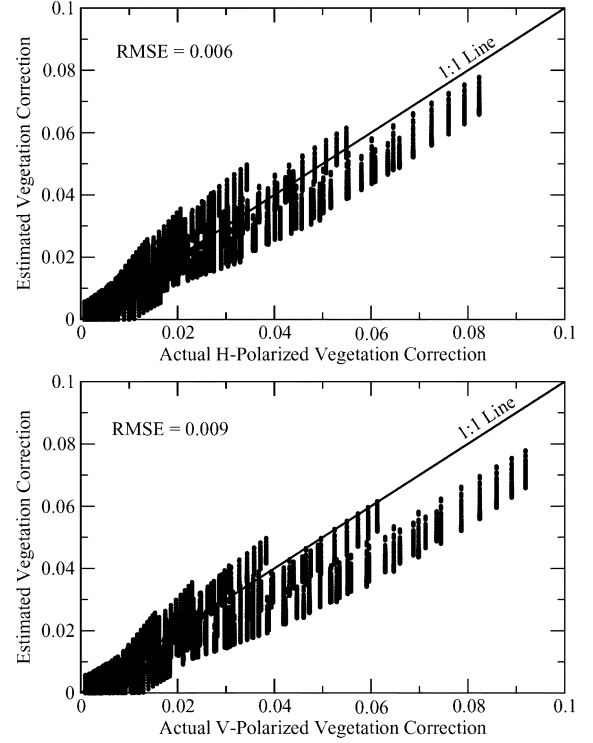 0.1
RMSE = 0.006
1:1 Line
0.08
0.06
0.04
0.02
0
Estimated Vegetation Correction
0 0.02 0.04 0.06 0.08 0.1
Actual H-Polarized Vegetation Correction
0.1
RMSE = 0.009
1:1 Line
0.08
0.06
0.04
0.02
0
Estimated Vegetation Correction
0 0.02 0.04 0.06 0.08 0.1
Actual V-Polarized Vegetation Correction